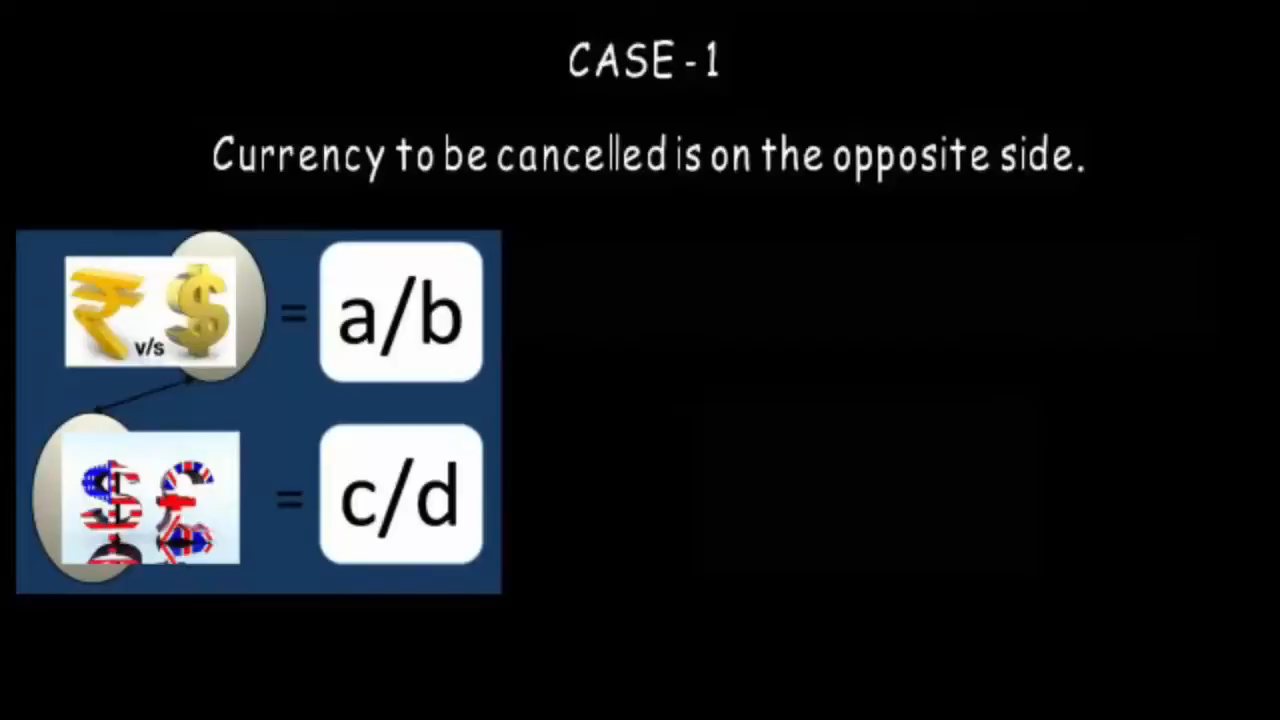 CASE - 1
Currency to be cancelled is on the opposite side.
₹ v/s $ = a/b
$ £ = c/d